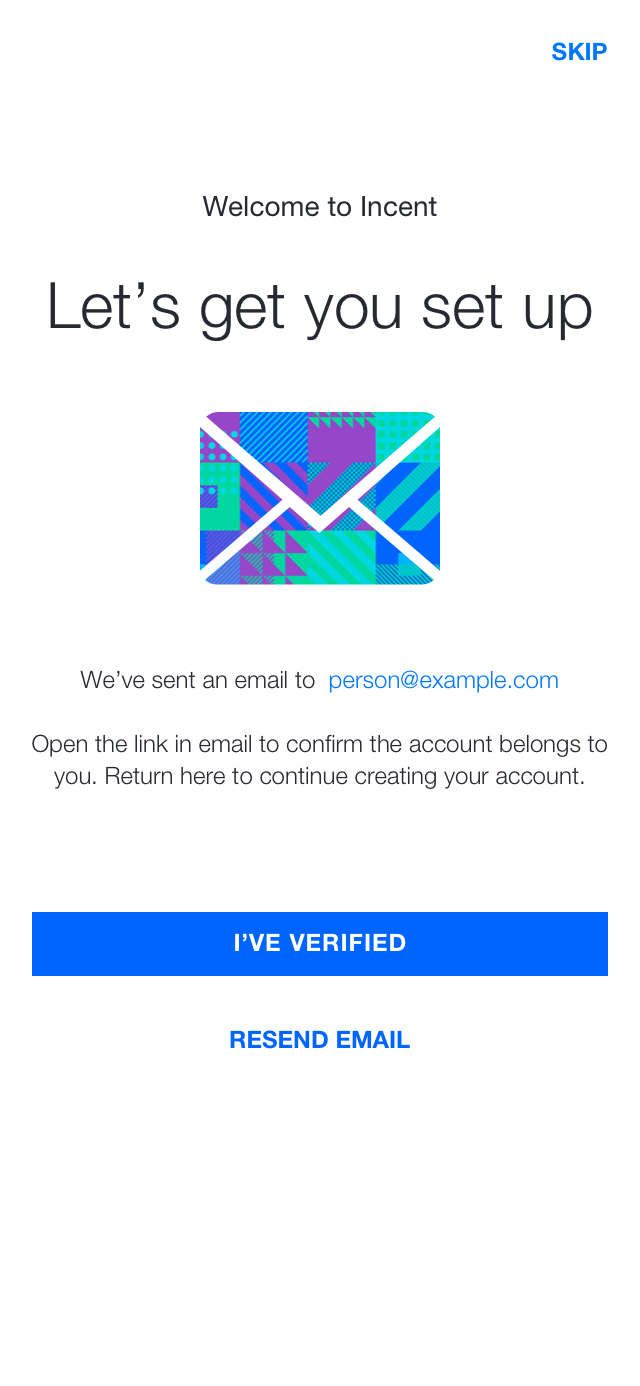 SKIP
Welcome to Incent
Let’s get you set up
We’ve sent an email to person@example.com
Open the link in email to confirm the account belongs to
you. Return here to continue creating your account.
I’VE VERIFIED
RESEND EMAIL